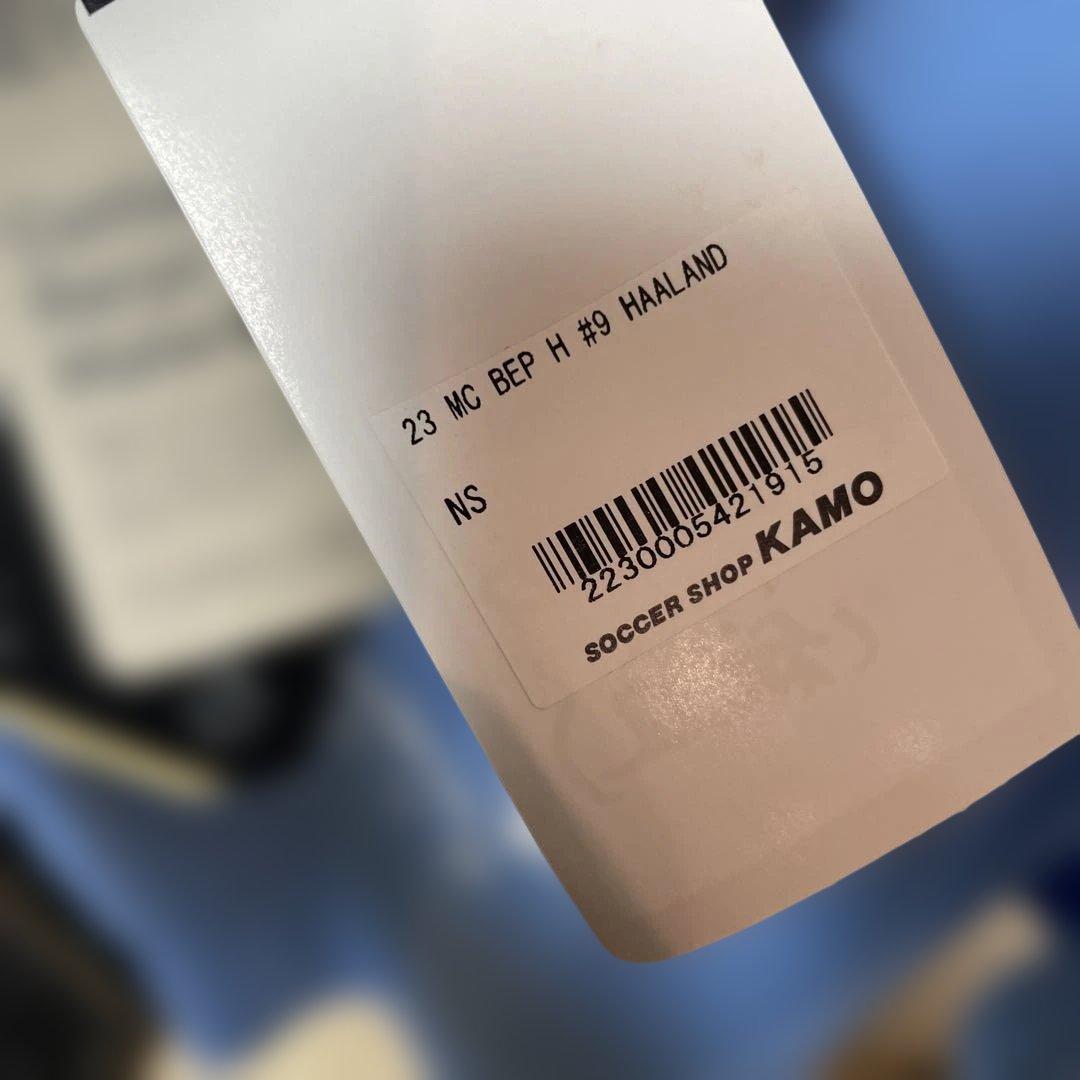 23 MC BEP H #9 HAALAND
NS
2230005421915
SOCCER SHOP KAMO